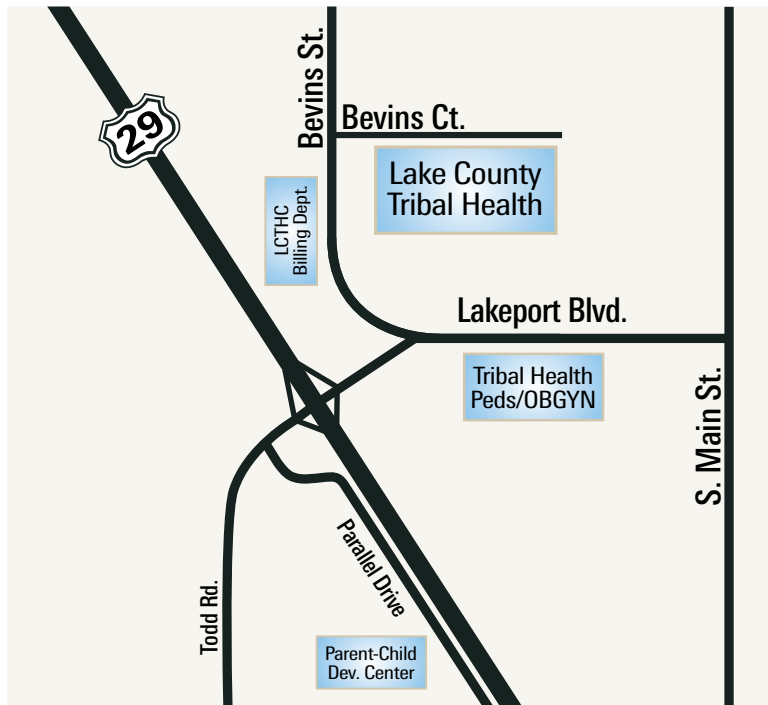 Bevins St.
29
Bevins Ct.
Lake County
Tribal Health
LCTHC
Billing Dept.
Lakeport Blvd.
Tribal Health
Peds/OBGYN
S. Main St.
Parallel Drive
Todd Rd.
Parent-Child
Dev. Center